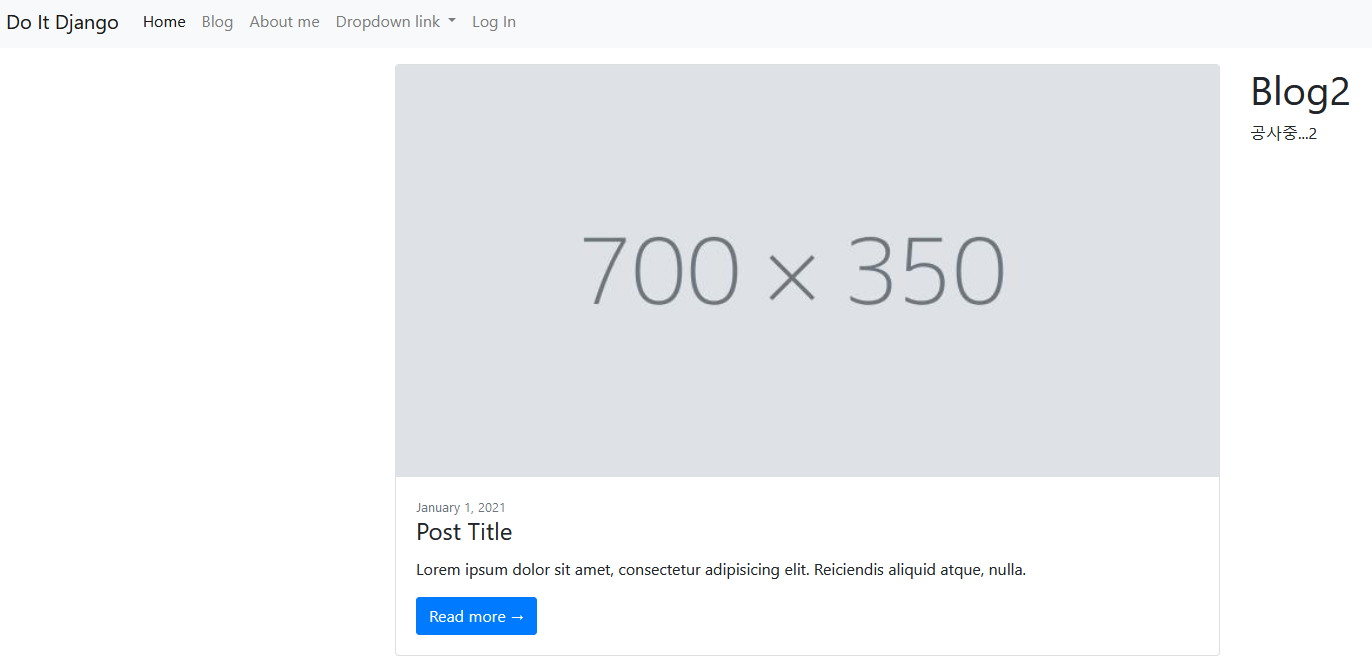 Do It Django Home Blog About me Dropdown link Log In
700 × 350
January 1, 2021
Post Title
Lorem ipsum dolor sit amet, consectetur adipisicing elit. Reiciendis aliquid atque, nulla.
Read more →
Blog2
공사중...2